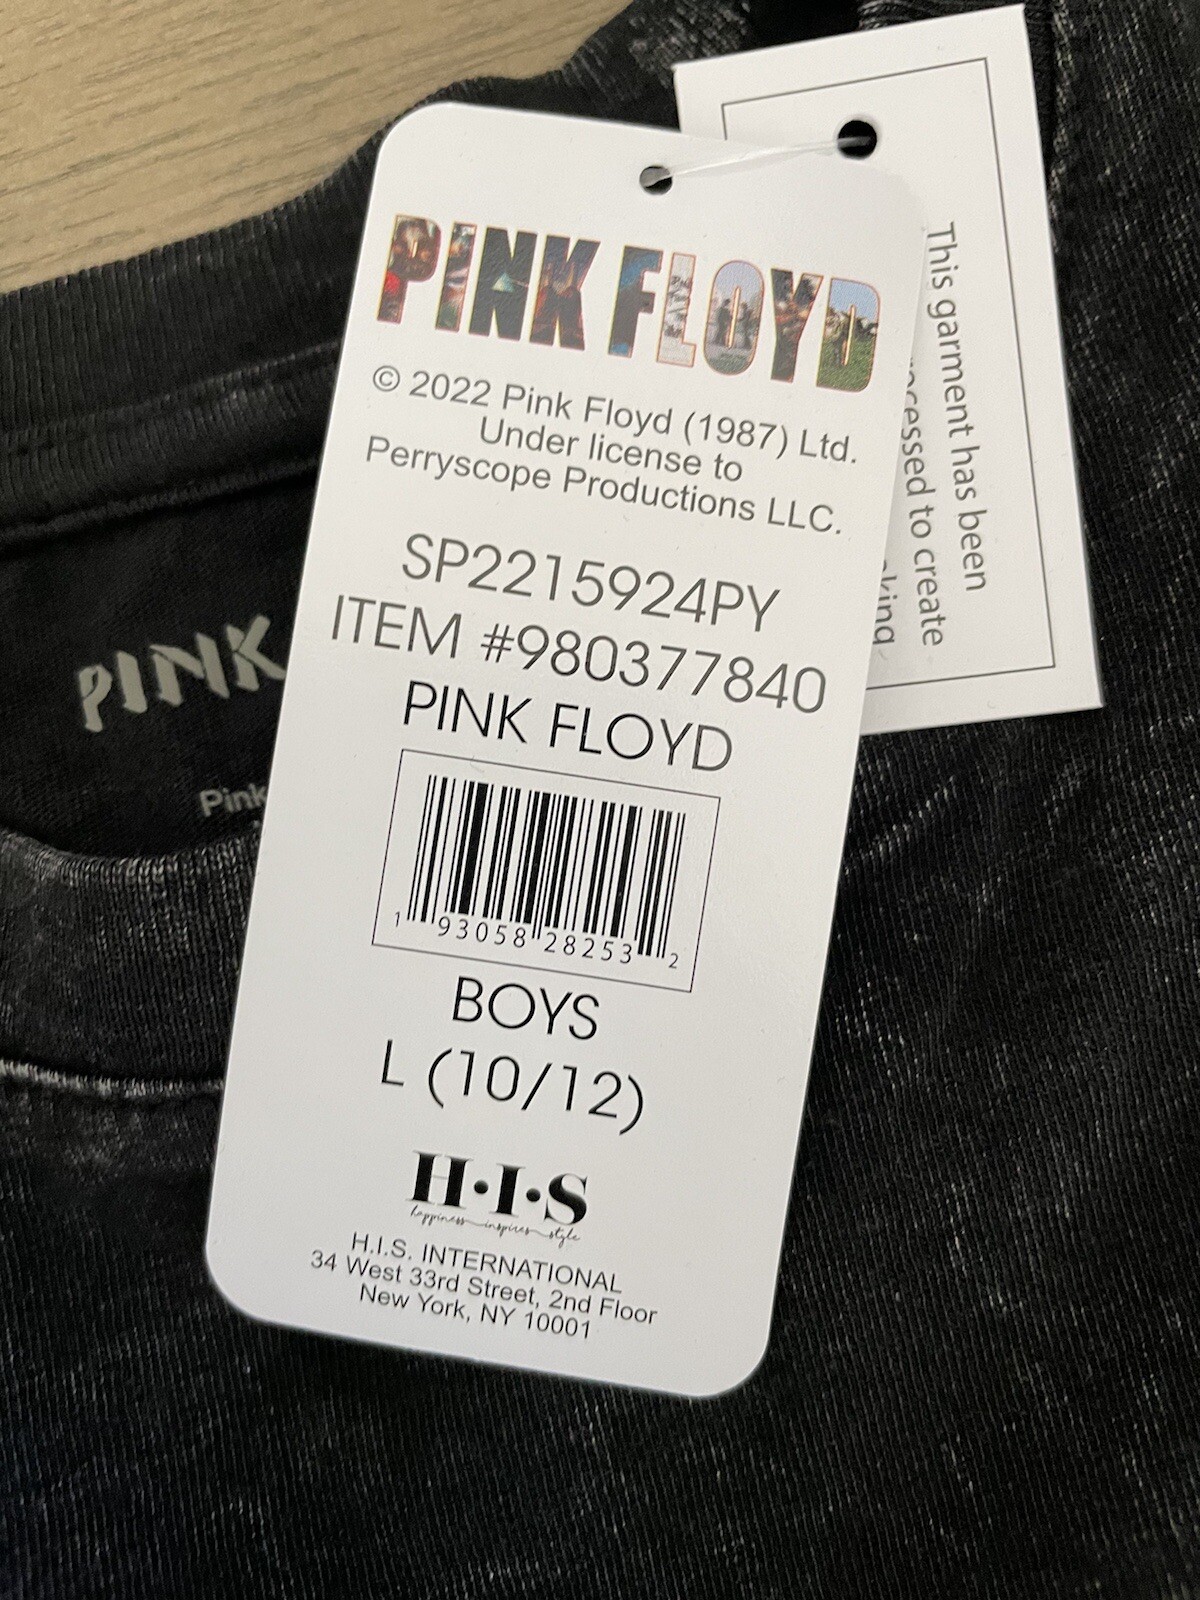 PINK FLOYD
© 2022 Pink Floyd (1987) Ltd.
Under license to
Perryscope Productions LLC.
SP2215924PY
ITEM #980377840
PINK FLOYD
1 93058 28253 2
BOYS
L (10/12)
H•I•S
happiness inspires style
H.I.S. INTERNATIONAL
34 West 33rd Street, 2nd Floor
New York, NY 10001
This garment has been
to create
PINK
Pink